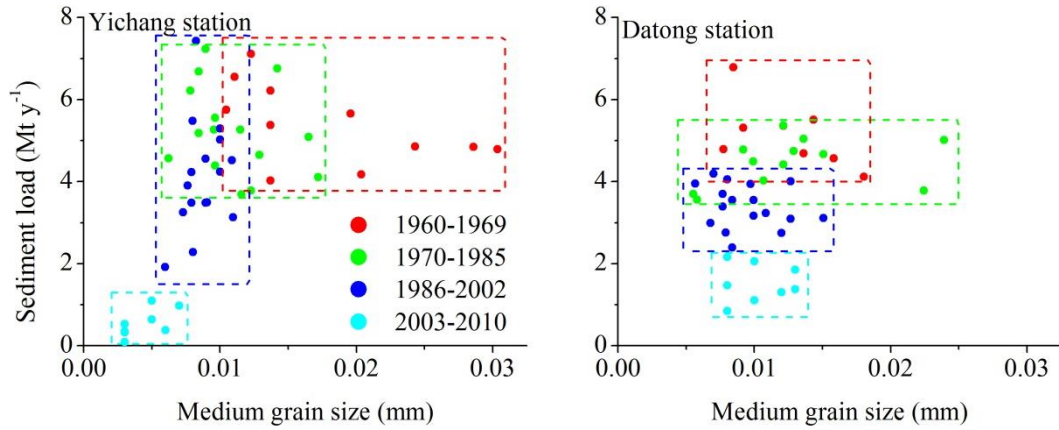 Yichang station
Datong station
Sediment load (Mt y⁻¹)
8
6
4
2
0
0.00 0.01 0.02 0.03
Medium grain size (mm)
1960-1969
1970-1985
1986-2002
2003-2010
8
6
4
2
0
0.00 0.01 0.02 0.03
Medium grain size (mm)